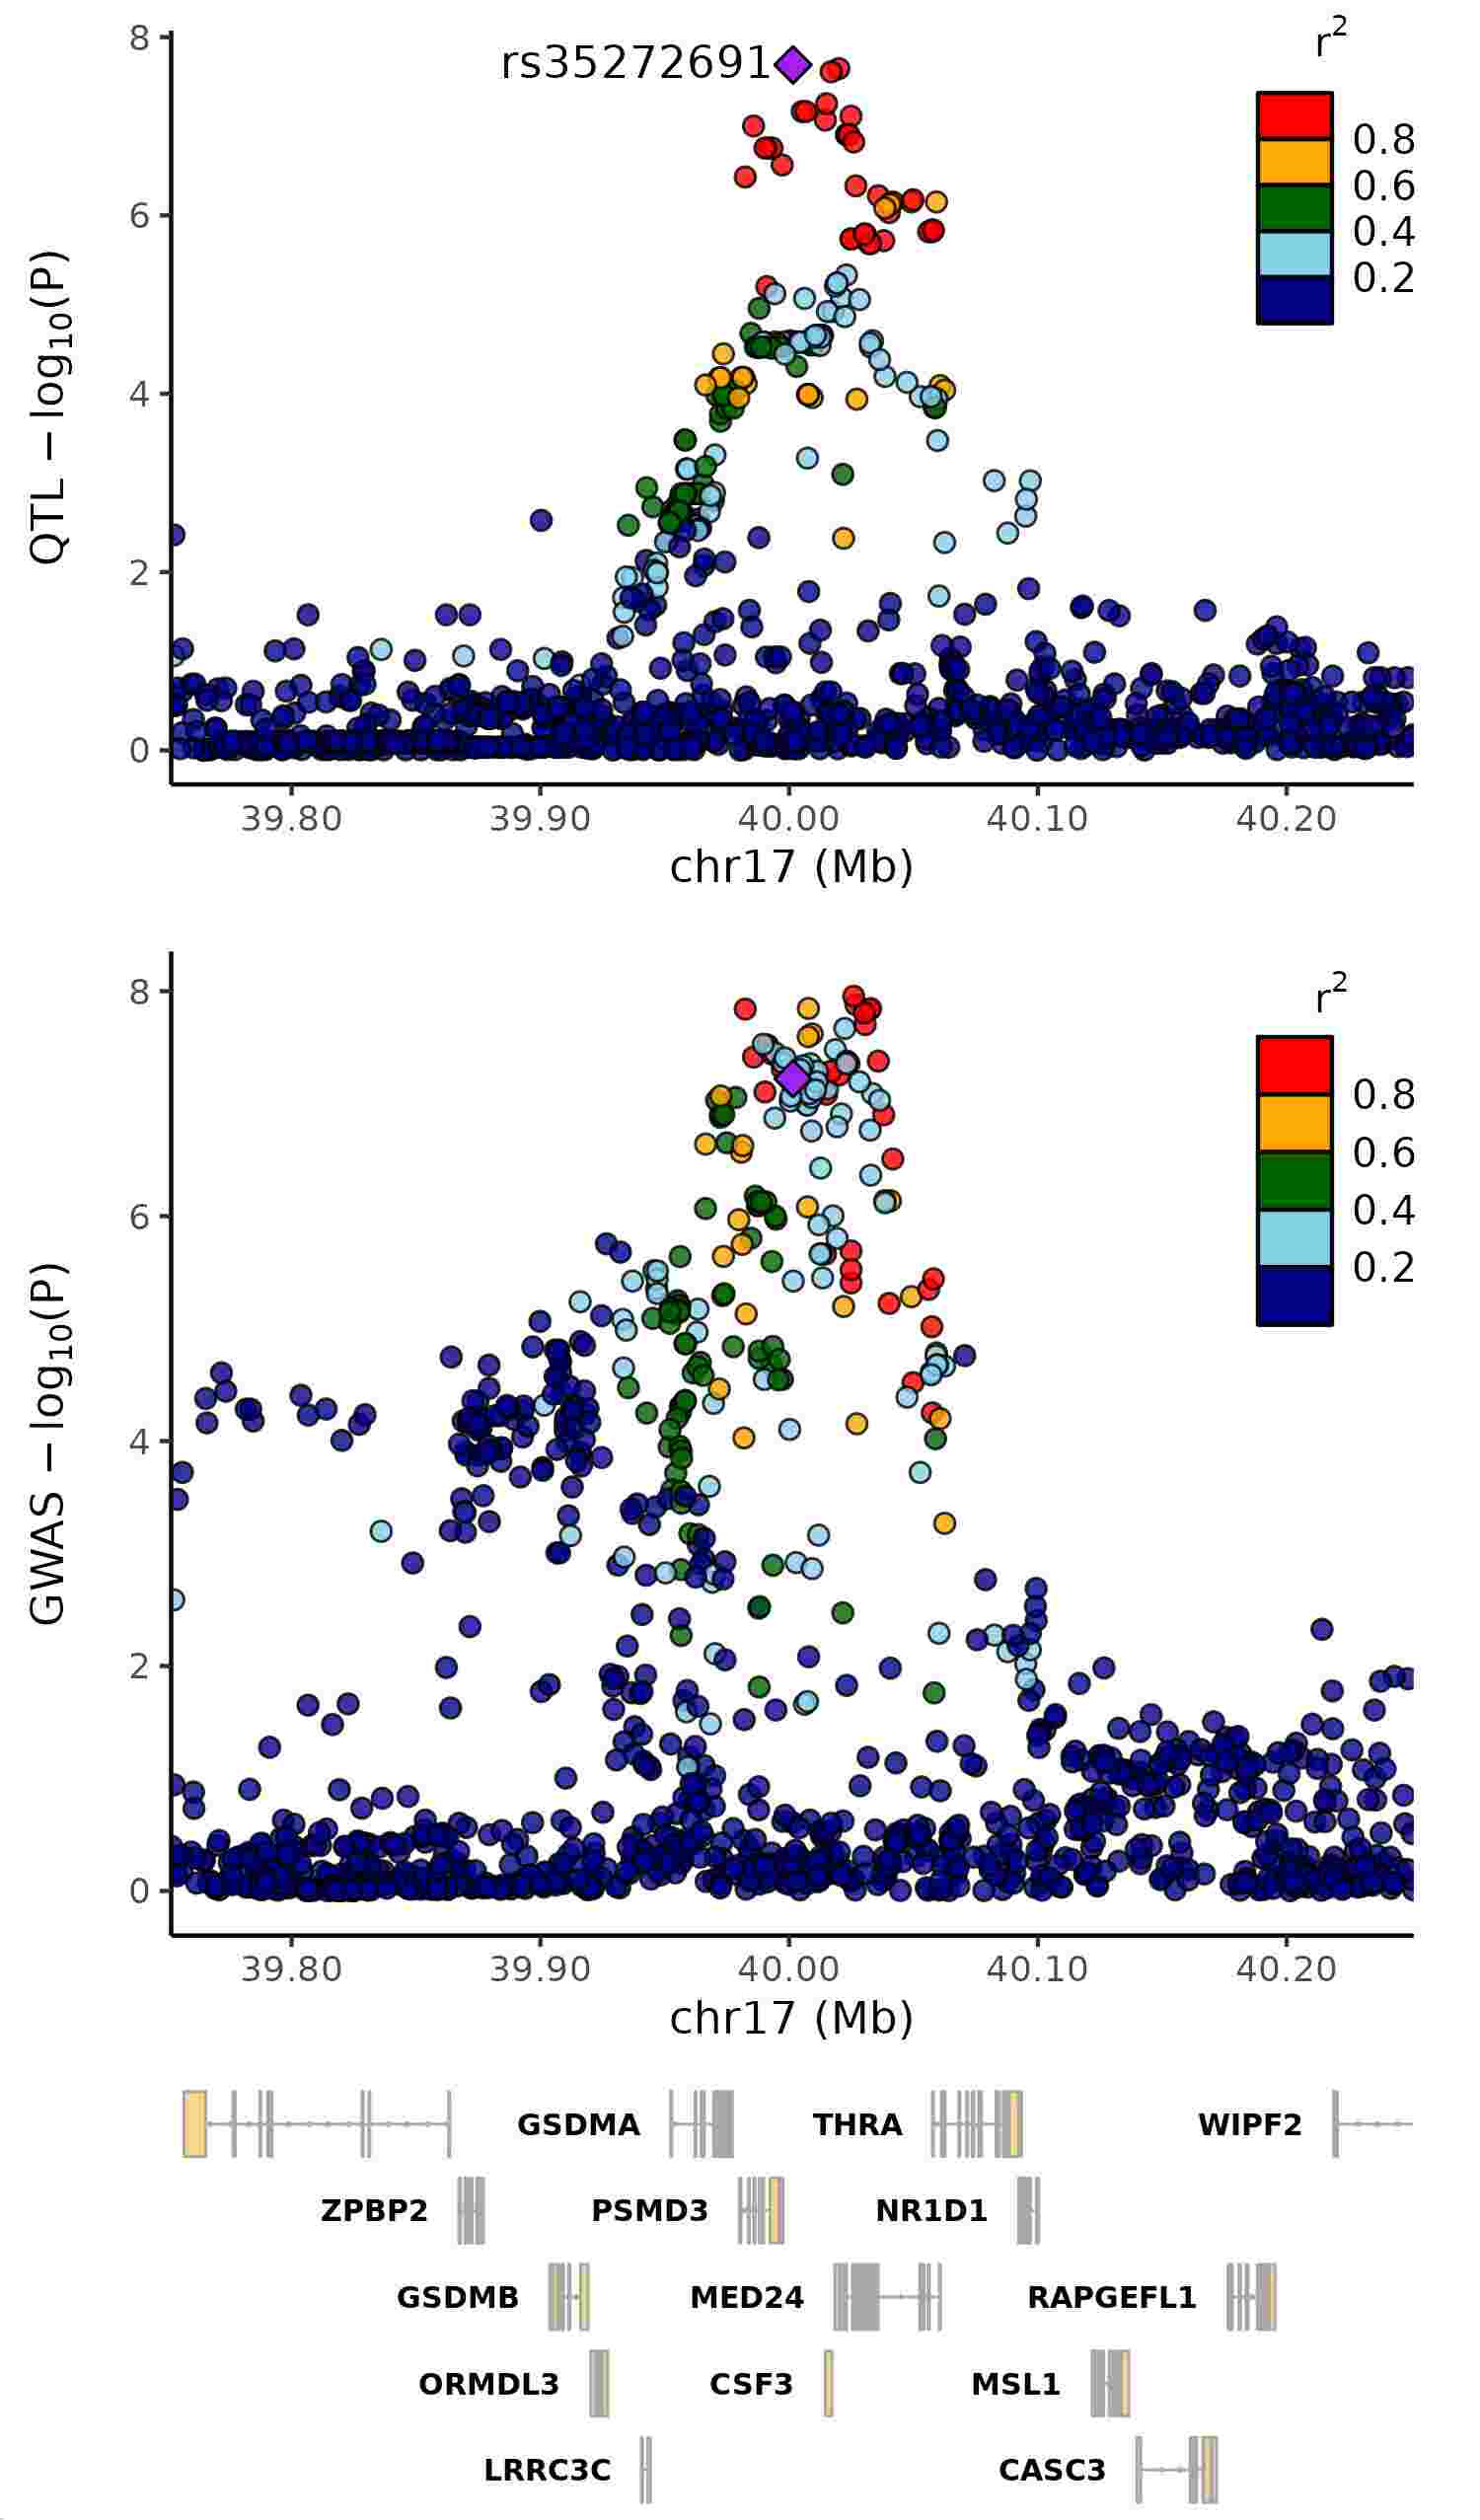 8
rs35272691
r2
0.8
0.6
0.4
0.2
6
4
2
0
QTL −log10(P)
39.80 39.90 40.00 40.10 40.20
chr17 (Mb)
8
r2
0.8
0.6
0.4
0.2
6
4
2
0
GWAS −log10(P)
39.80 39.90 40.00 40.10 40.20
chr17 (Mb)
GSDMA THRA WIPF2
ZPBP2 PSMD3 NR1D1
GSDMB MED24 RAPGEFL1
ORMDL3 CSF3 MSL1
LRRC3C CASC3